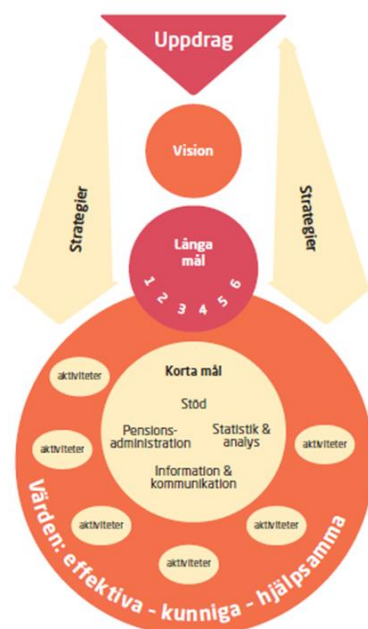 Uppdrag
Vision
Strategier
Strategier
Långa
mål
1 2 3 4 5 6
Korta mål
Stöd
Pensions-
administration
Statistik &
analys
Information &
kommunikation
aktiviteter
aktiviteter
aktiviteter
aktiviteter
aktiviteter
aktiviteter
Värden: effektiva - kunniga - hjälpsamma